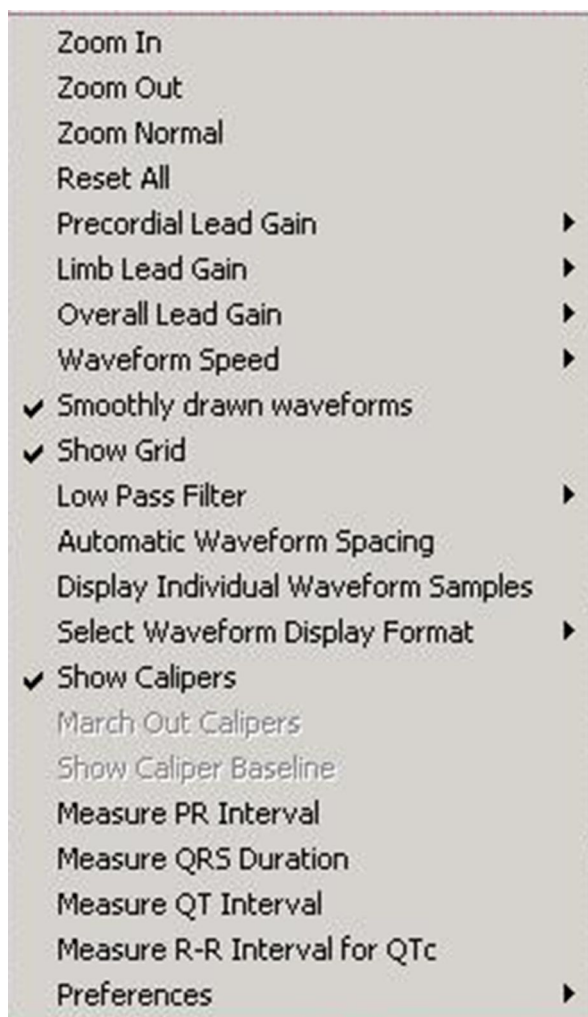 Zoom In
Zoom Out
Zoom Normal
Reset All
Precordial Lead Gain
Limb Lead Gain
Overall Lead Gain
Waveform Speed
Smoothly drawn waveforms
Show Grid
Low Pass Filter
Automatic Waveform Spacing
Display Individual Waveform Samples
Select Waveform Display Format
Show Calipers
March Out Calipers
Show Caliper Baseline
Measure PR Interval
Measure QRS Duration
Measure QT Interval
Measure R-R Interval for QTc
Preferences